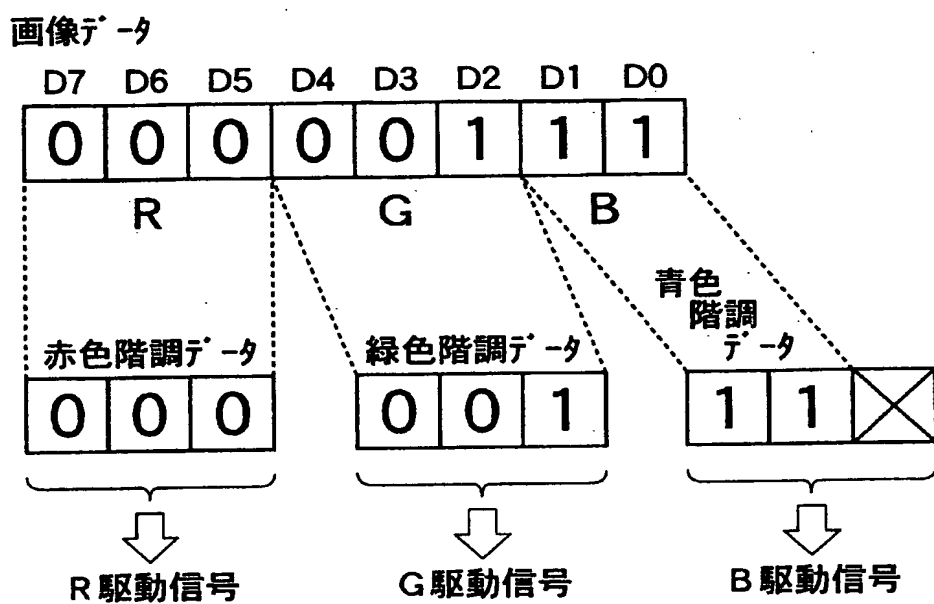 画像ﾃﾞｰﾀ
D7 D6 D5 D4 D3 D2 D1 D0
0 0 0 0 0 1 1 1
R G B
青色
階調
データ
赤色階調ﾃﾞｰﾀ 緑色階調ﾃﾞｰﾀ
0 0 0 0 0 1 1 1
R駆動信号 G駆動信号 B駆動信号